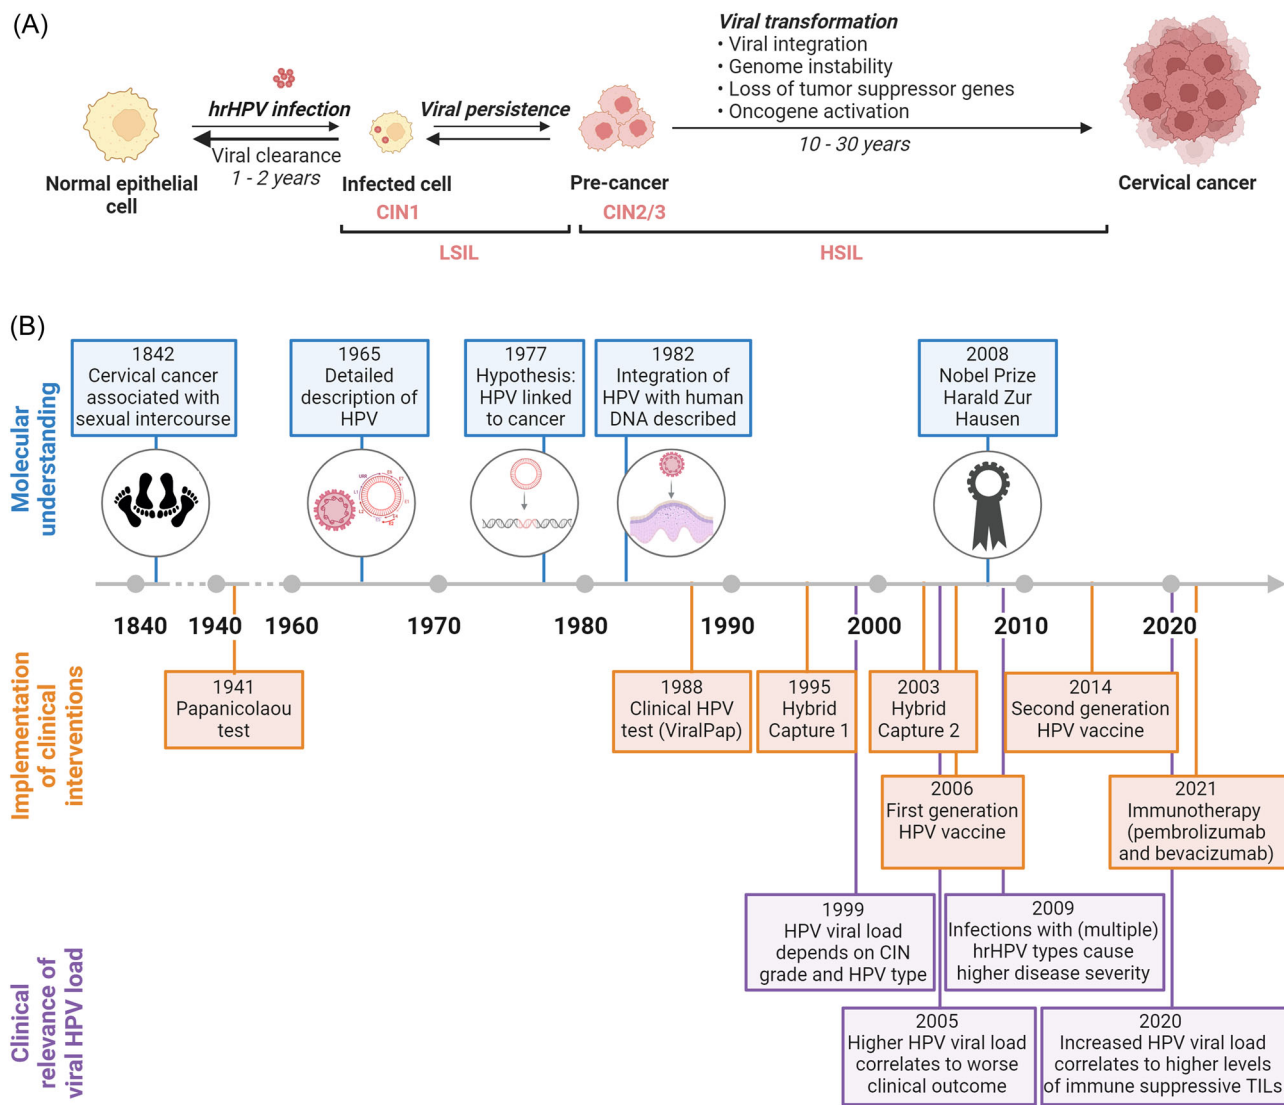 (A)
hrHPV infection
Viral clearance
1 - 2 years
Viral persistence
Viral transformation
• Viral integration
• Genome instability
• Loss of tumor suppressor genes
• Oncogene activation
10 - 30 years
Normal epithelial
cell
Infected cell
CIN1
Pre-cancer
CIN2/3
Cervical cancer
LSIL
HSIL
(B)
Molecular
understanding
1842
Cervical cancer
associated with
sexual intercourse
1965
Detailed
description of
HPV
1977
Hypothesis:
HPV linked
to cancer
1982
Integration of
HPV with human
DNA described
2008
Nobel Prize
Harald Zur
Hausen
1840
1940
1960
1970
1980
1990
2000
2010
2020
Implementation
of clinical
interventions
1941
Papanicolaou
test
1988
Clinical HPV
test (ViralPap)
1995
Hybrid
Capture 1
2003
Hybrid
Capture 2
2014
Second generation
HPV vaccine
2006
First generation
HPV vaccine
2021
Immunotherapy
(pembrolizumab
and bevacizumab)
Clinical
relevance of
viral HPV load
1999
HPV viral load
depends on CIN
grade and HPV type
2009
Infections with (multiple)
hrHPV types cause
higher disease severity
2005
Higher HPV viral load
correlates to worse
clinical outcome
2020
Increased HPV viral load
correlates to higher levels
of immune suppressive TILs